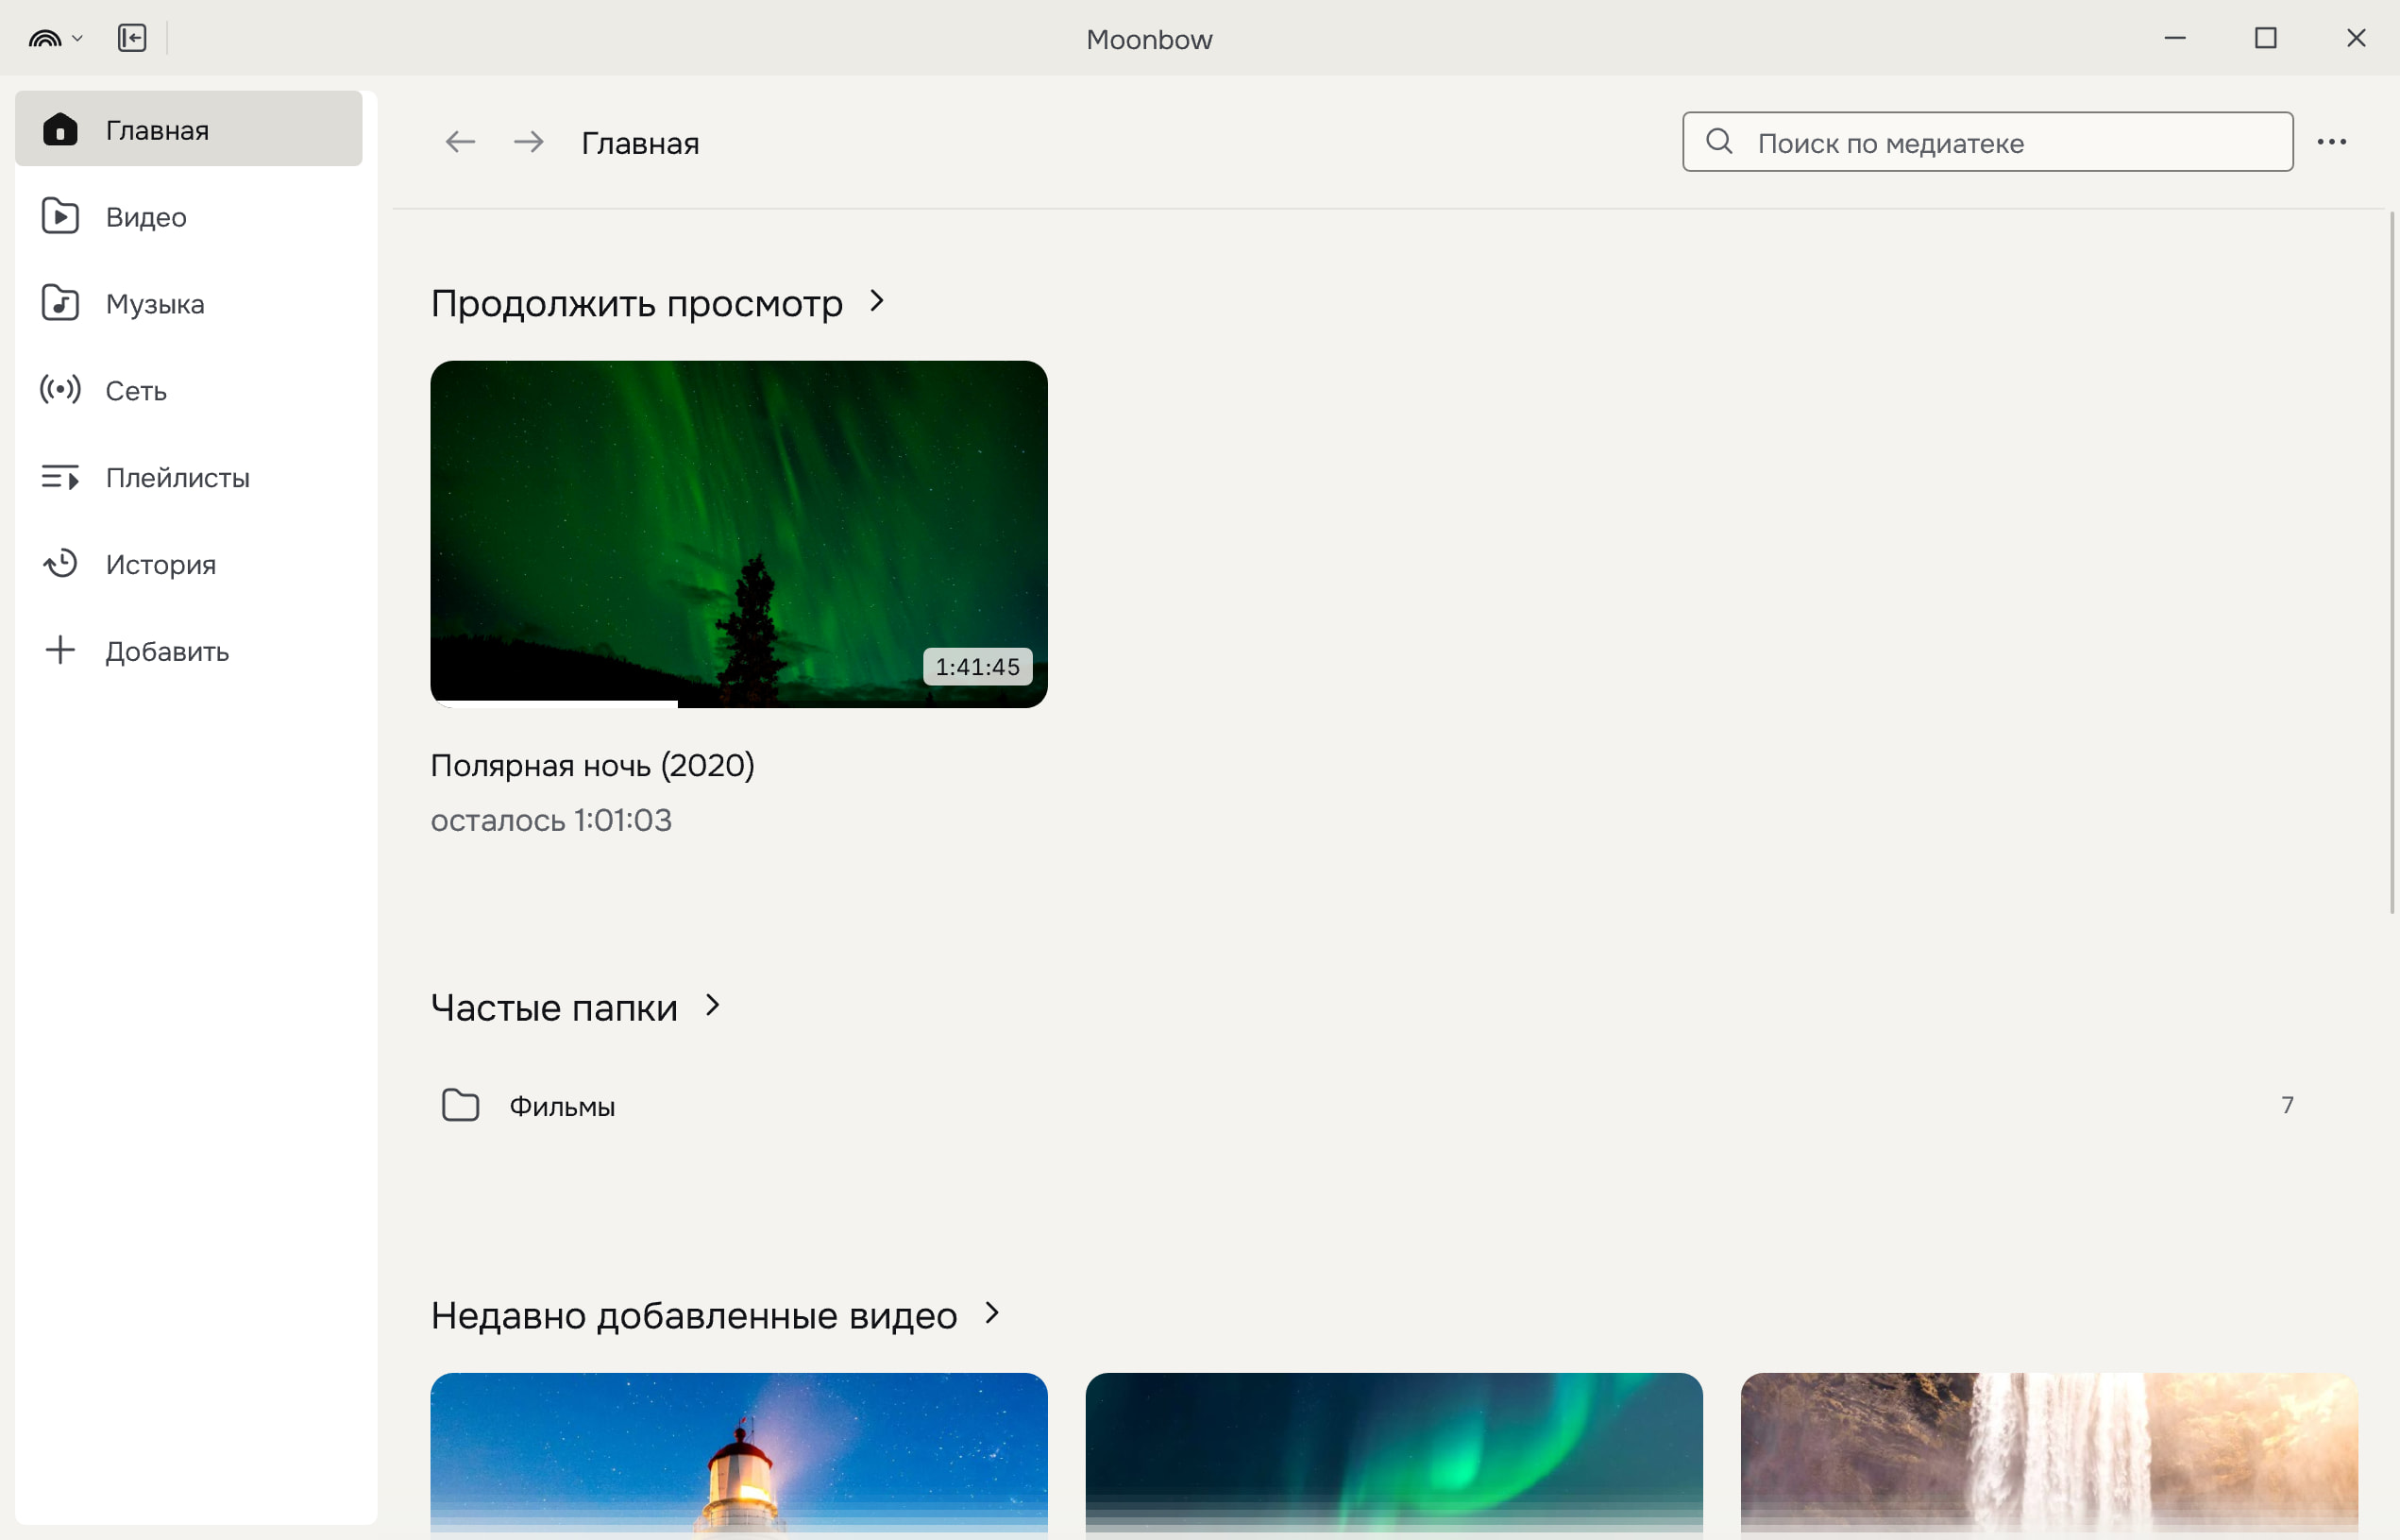 Moonbow
Главная
Видео
Музыка
Сеть
Плейлисты
История
Добавить
Главная
Поиск по медиатеке
Продолжить просмотр
1:41:45
Полярная ночь (2020)
осталось 1:01:03
Частые папки
Фильмы
7
Недавно добавленные видео